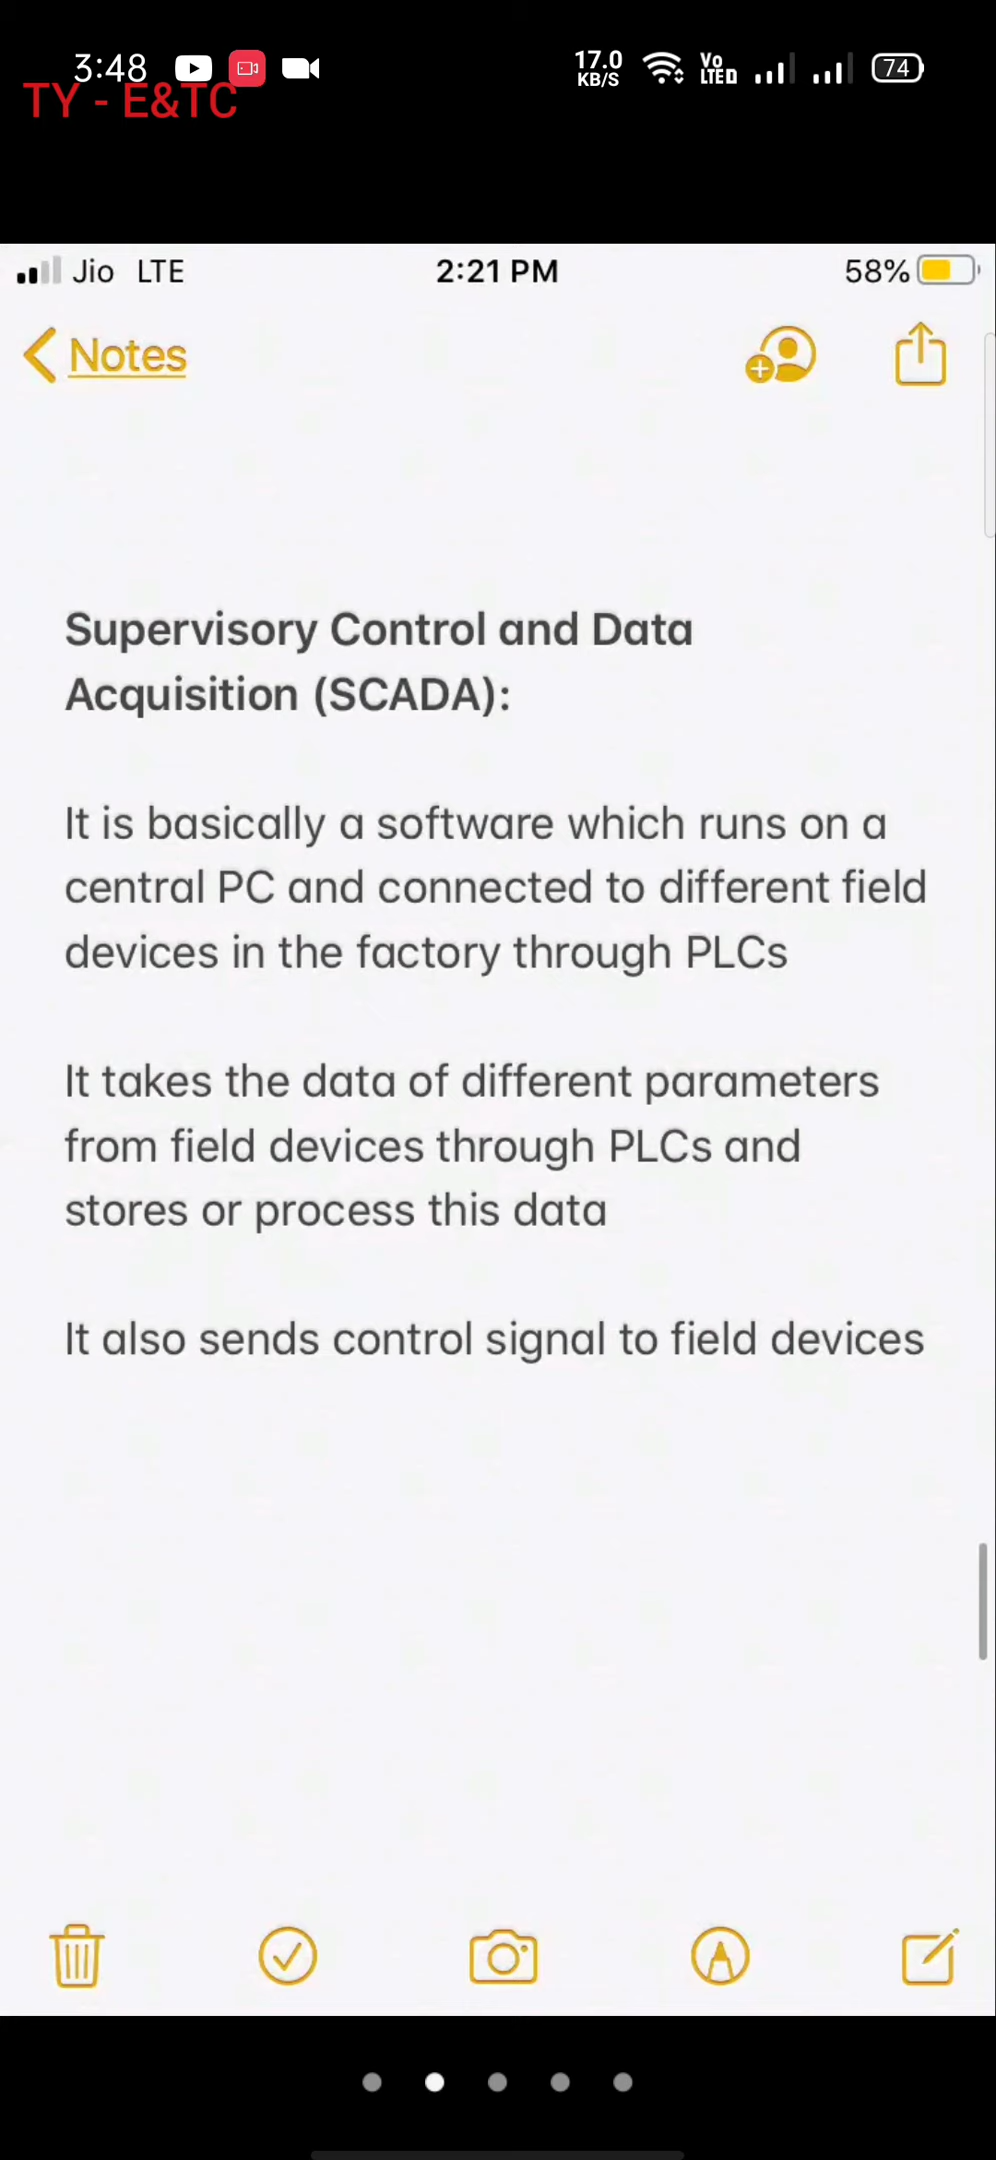 3:48
17.0
KB/S
Vo
LTE
74
TY - E&TC
Jio LTE
2:21 PM
58%
Notes
Supervisory Control and Data
Acquisition (SCADA):
It is basically a software which runs on a
central PC and connected to different field
devices in the factory through PLCs
It takes the data of different parameters
from field devices through PLCs and
stores or process this data
It also sends control signal to field devices